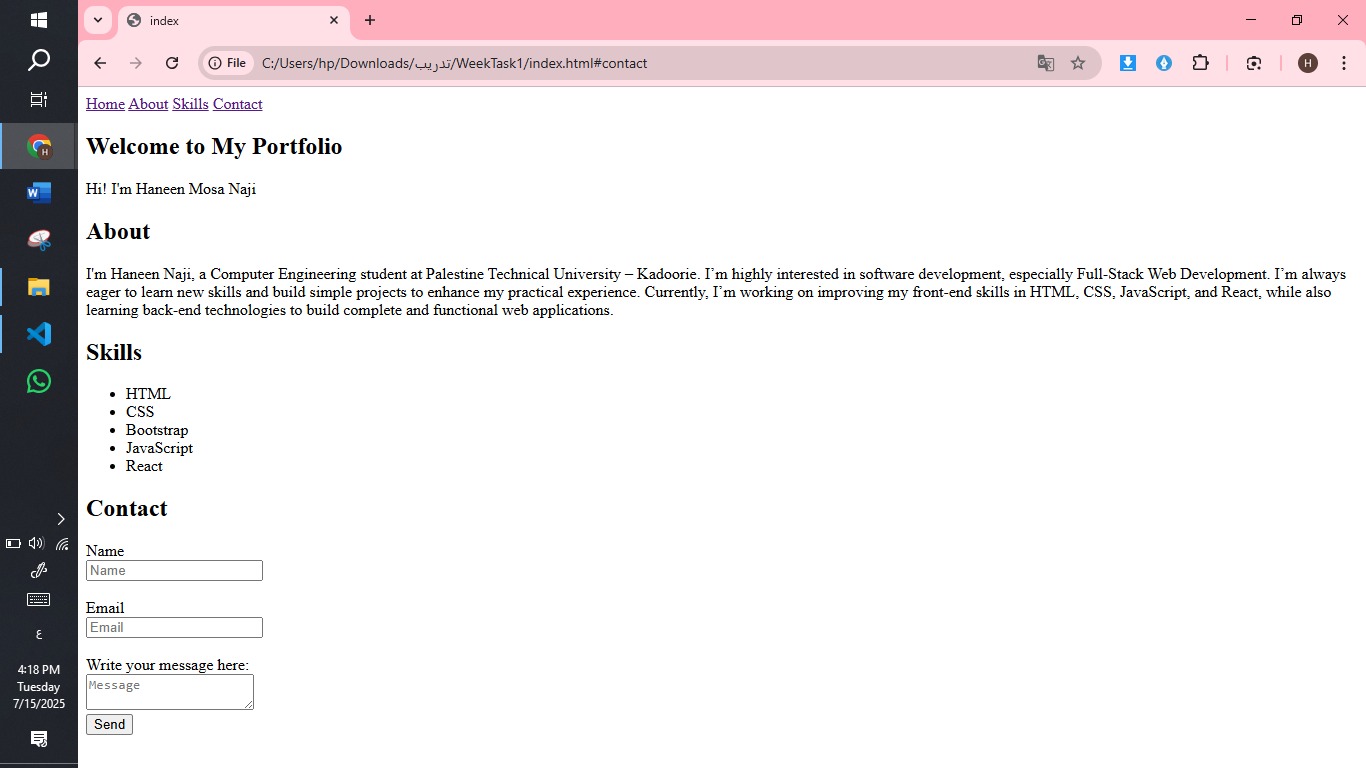 index
File
C:/Users/hp/Downloads/تدريب/WeekTask1/index.html#contact
H
Home About Skills Contact
Welcome to My Portfolio
Hi! I'm Haneen Mosa Naji
About
I'm Haneen Naji, a Computer Engineering student at Palestine Technical University – Kadoorie. I’m highly interested in software development, especially Full-Stack Web Development. I’m always
eager to learn new skills and build simple projects to enhance my practical experience. Currently, I’m working on improving my front-end skills in HTML, CSS, JavaScript, and React, while also
learning back-end technologies to build complete and functional web applications.
Skills
HTML
CSS
Bootstrap
JavaScript
React
Contact
Name
Name
Email
Email
Write your message here:
Message
Send
ع
4:18 PM
Tuesday
7/15/2025